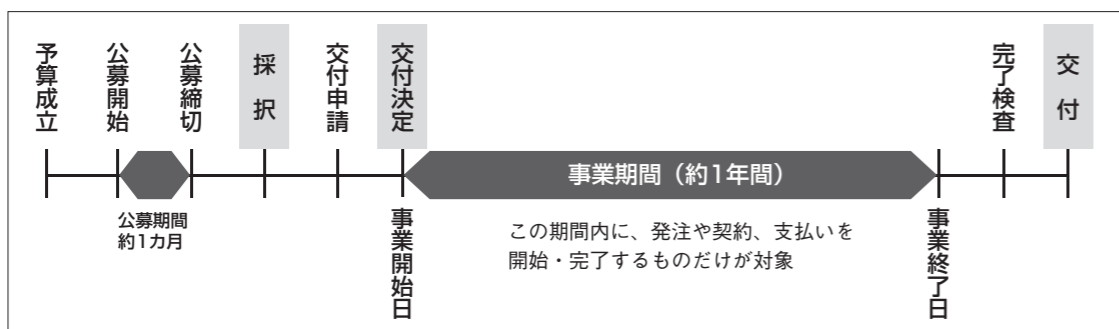 予算成立
公募開始
公募締切
採択
交付申請
交付決定
完了検査
交付
事業期間（約1年間）
公募期間
約1カ月
事業開始日
この期間内に、発注や契約、支払いを
開始・完了するものだけが対象
事業終了日